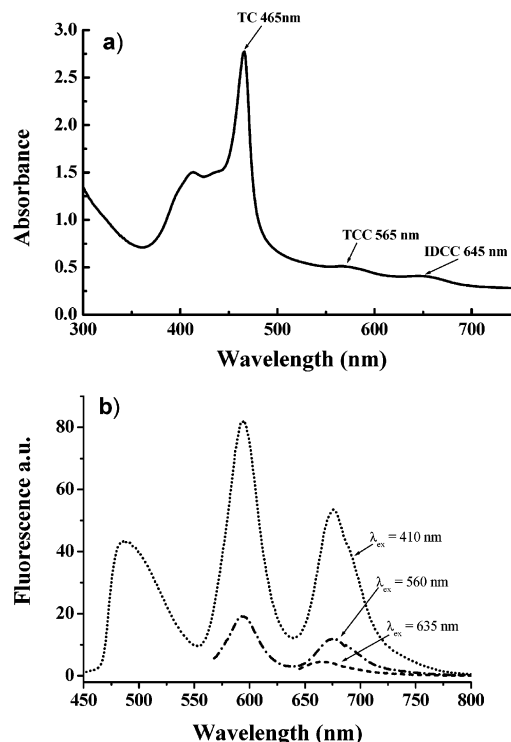 a)
TC 465nm
TCC 565 nm
IDCC 645 nm
Absorbance
3.0
2.5
2.0
1.5
1.0
0.5
0.0
300 400 500 600 700
Wavelength (nm)
b)
Fluorescence a.u.
80
60
40
20
0
λex = 410 nm
λex = 560 nm
λex = 635 nm
450 500 550 600 650 700 750 800
Wavelength (nm)